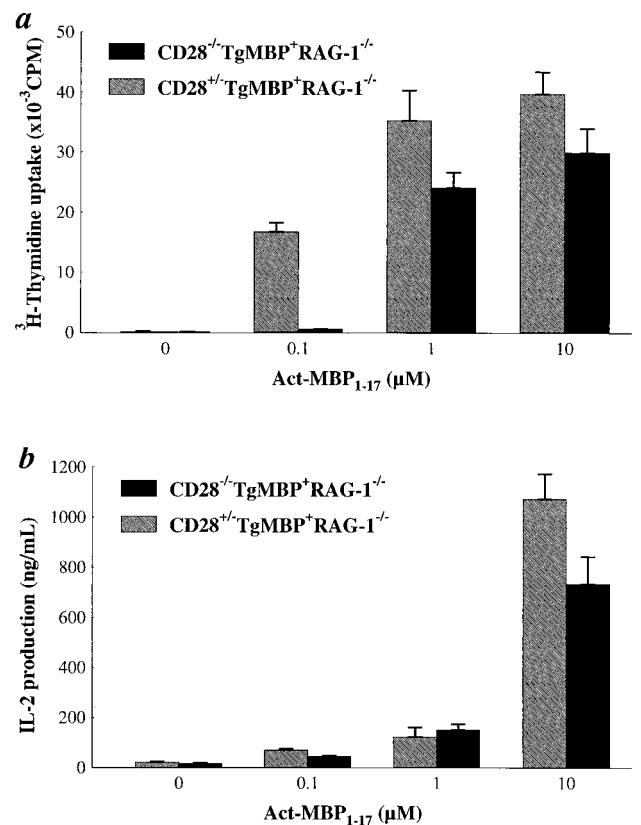 a
50
40
30
20
10
0
³H-Thymidine uptake (x10⁻³CPM)
CD28⁻/⁻TgMBP⁺RAG-1⁻/⁻
CD28⁺/⁻TgMBP⁺RAG-1⁻/⁻
0 0.1 1 10
Act-MBP₁₋₁₇ (µM)
b
1200
1000
800
600
400
200
0
IL-2 production (ng/mL)
CD28⁻/⁻TgMBP⁺RAG-1⁻/⁻
CD28⁺/⁻TgMBP⁺RAG-1⁻/⁻
0 0.1 1 10
Act-MBP₁₋₁₇ (µM)